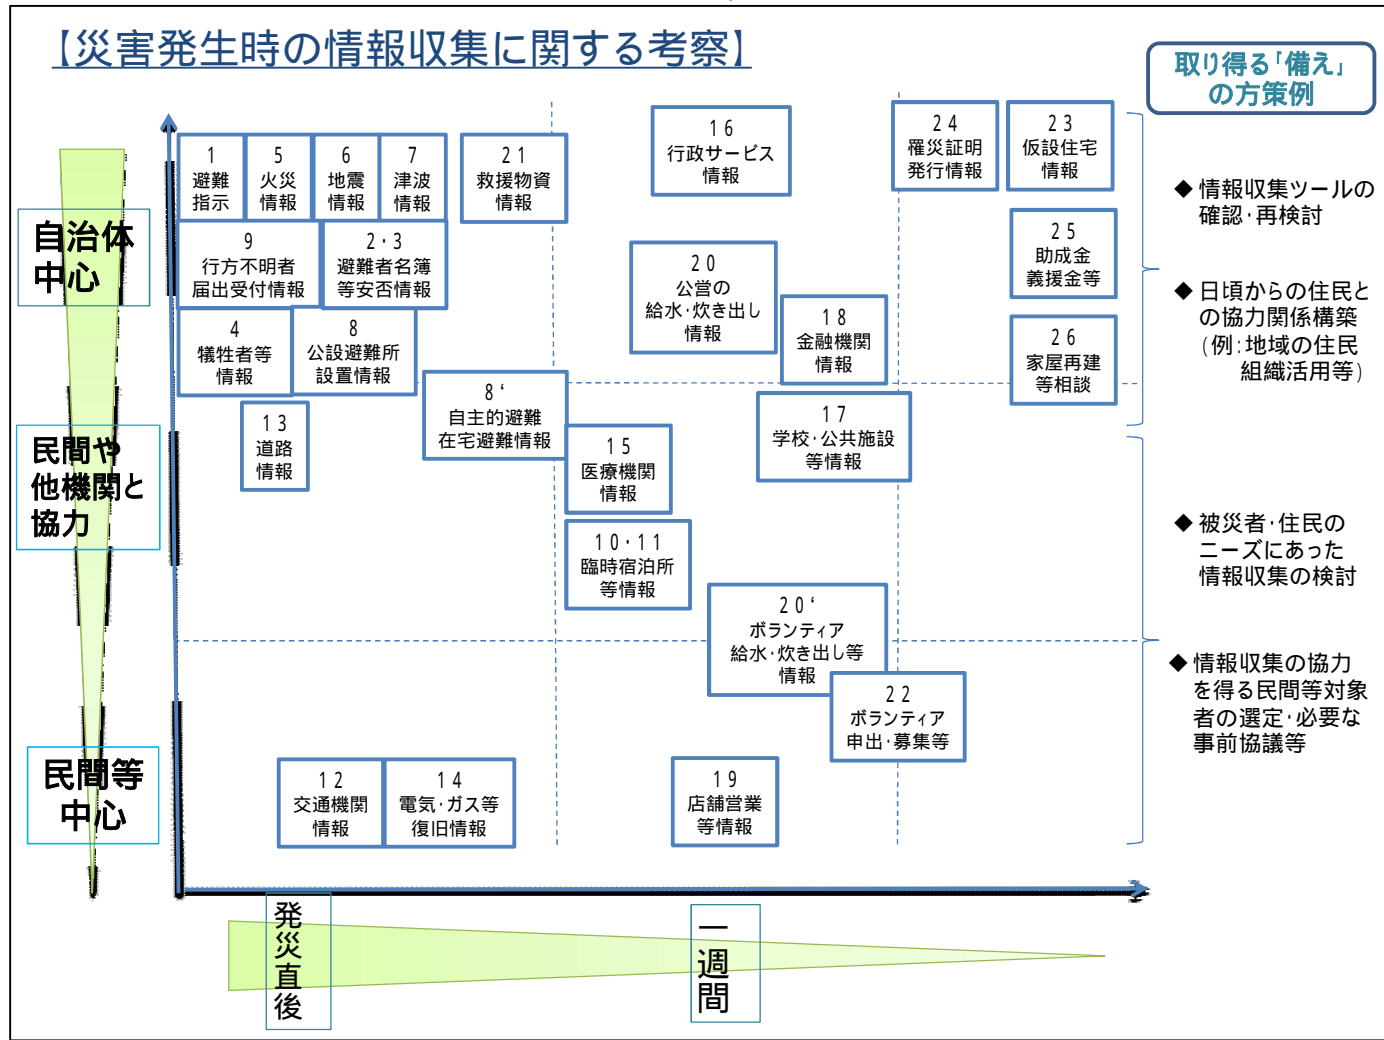 【災害発生時の情報収集に関する考察】
取り得る「備え」
の方策例
自治体
中心
民間や
他機関と
協力
民間等
中心
1
避難
指示
5
火災
情報
6
地震
情報
7
津波
情報
21
救援物資
情報
16
行政サービス
情報
24
罹災証明
発行情報
23
仮設住宅
情報
9
行方不明者
届出受付情報
2・3
避難者名簿
等安否情報
20
公営の
給水・炊き出し
情報
25
助成金
義援金等
4
犠牲者等
情報
8
公設避難所
設置情報
18
金融機関
情報
26
家屋再建
等相談
8‘
自主的避難
在宅避難情報
13
道路
情報
17
学校・公共施設
等情報
15
医療機関
情報
10・11
臨時宿泊所
等情報
20‘
ボランティア
給水・炊き出し等
情報
22
ボランティア
申出・募集等
12
交通機関
情報
14
電気・ガス等
復旧情報
19
店舗営業
等情報
◆情報収集ツールの
確認・再検討
◆日頃からの住民と
の協力関係構築
(例:地域の住民
組織活用等)
◆被災者・住民の
ニーズにあった
情報収集の検討
◆情報収集の協力
を得る民間等対象
者の選定・必要な
事前協議等
発災直後
一週間